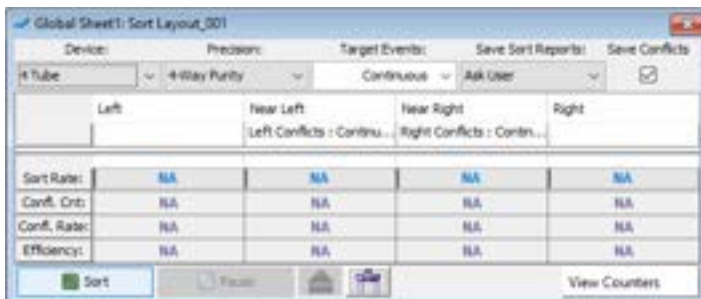 Global Sheet1: Sort Layout_001
Device: Precision: Target Events: Save Sort Reports: Save Conflicts
4 Tube 4-Way Purity Continuous Ask User
Left Near Left Near Right Right
Left Conflicts : Continu... Right Conflicts : Contin...
Sort Rate: NA NA NA NA
Confl. Cnt: NA NA NA NA
Confl. Rate: NA NA NA NA
Efficiency: NA NA NA NA
Sort Pause View Counters